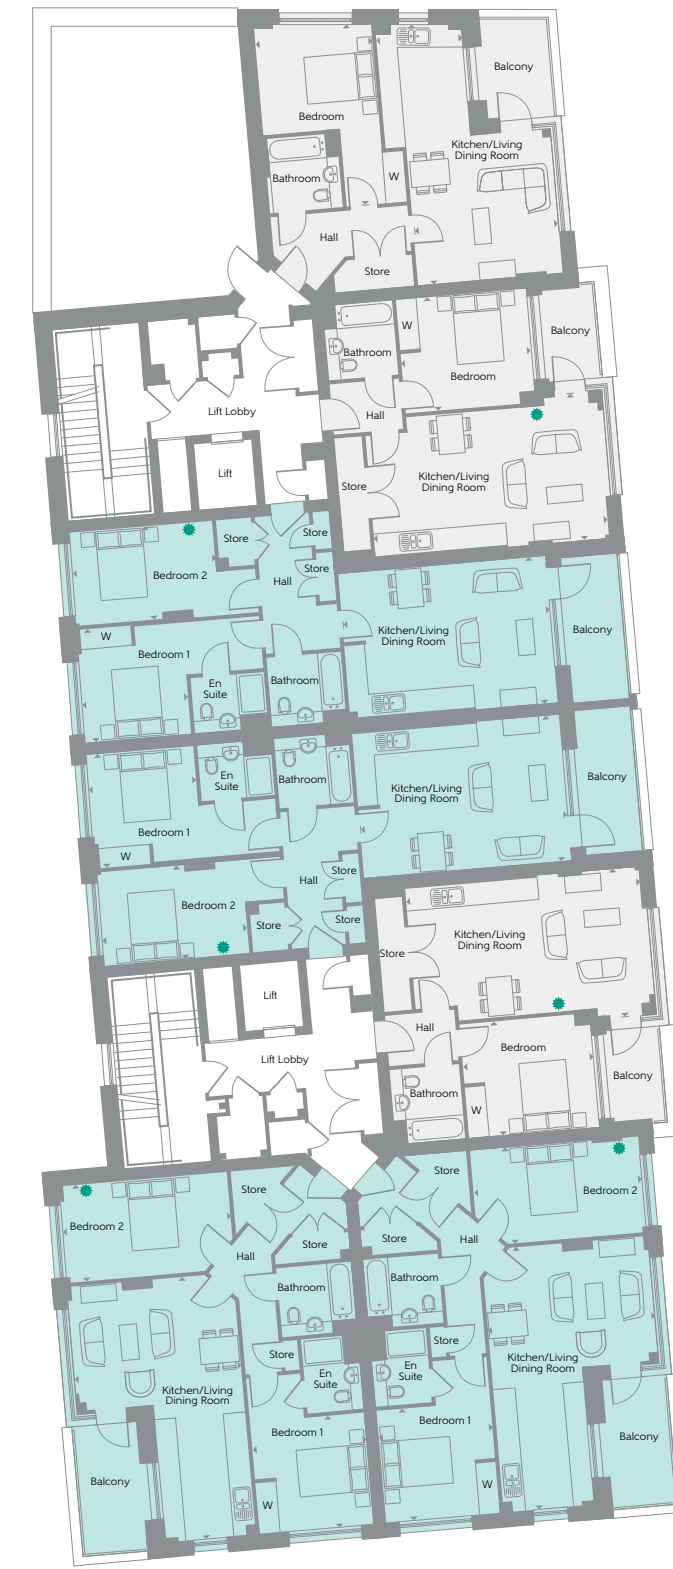 Balcony
Bedroom
Kitchen/Living
Dining Room
Bathroom
W
Hall
Store
Balcony
W
Bathroom
Bedroom
Lift Lobby
Hall
Lift
Kitchen/Living
Dining Room
Store
Store
Store
Bedroom 2
Store
Hall
W
Kitchen/Living
Dining Room
Balcony
Bedroom 1
En
Suite
Bathroom
En
Suite
Bathroom
Kitchen/Living
Dining Room
Balcony
Bedroom 1
W
Store
Hall
Bedroom 2
Store
Store
Kitchen/Living
Dining Room
Store
Lift
Hall
Lift Lobby
Bedroom
Balcony
Bathroom
W
Store
Store
Bedroom 2
Bedroom 2
Store
Store
Hall
Hall
Bathroom
Bathroom
Store
Store
Kitchen/Living
Dining Room
En
Suite
En
Suite
Kitchen/Living
Dining Room
Bedroom 1
Bedroom 1
Balcony
Balcony
W
W